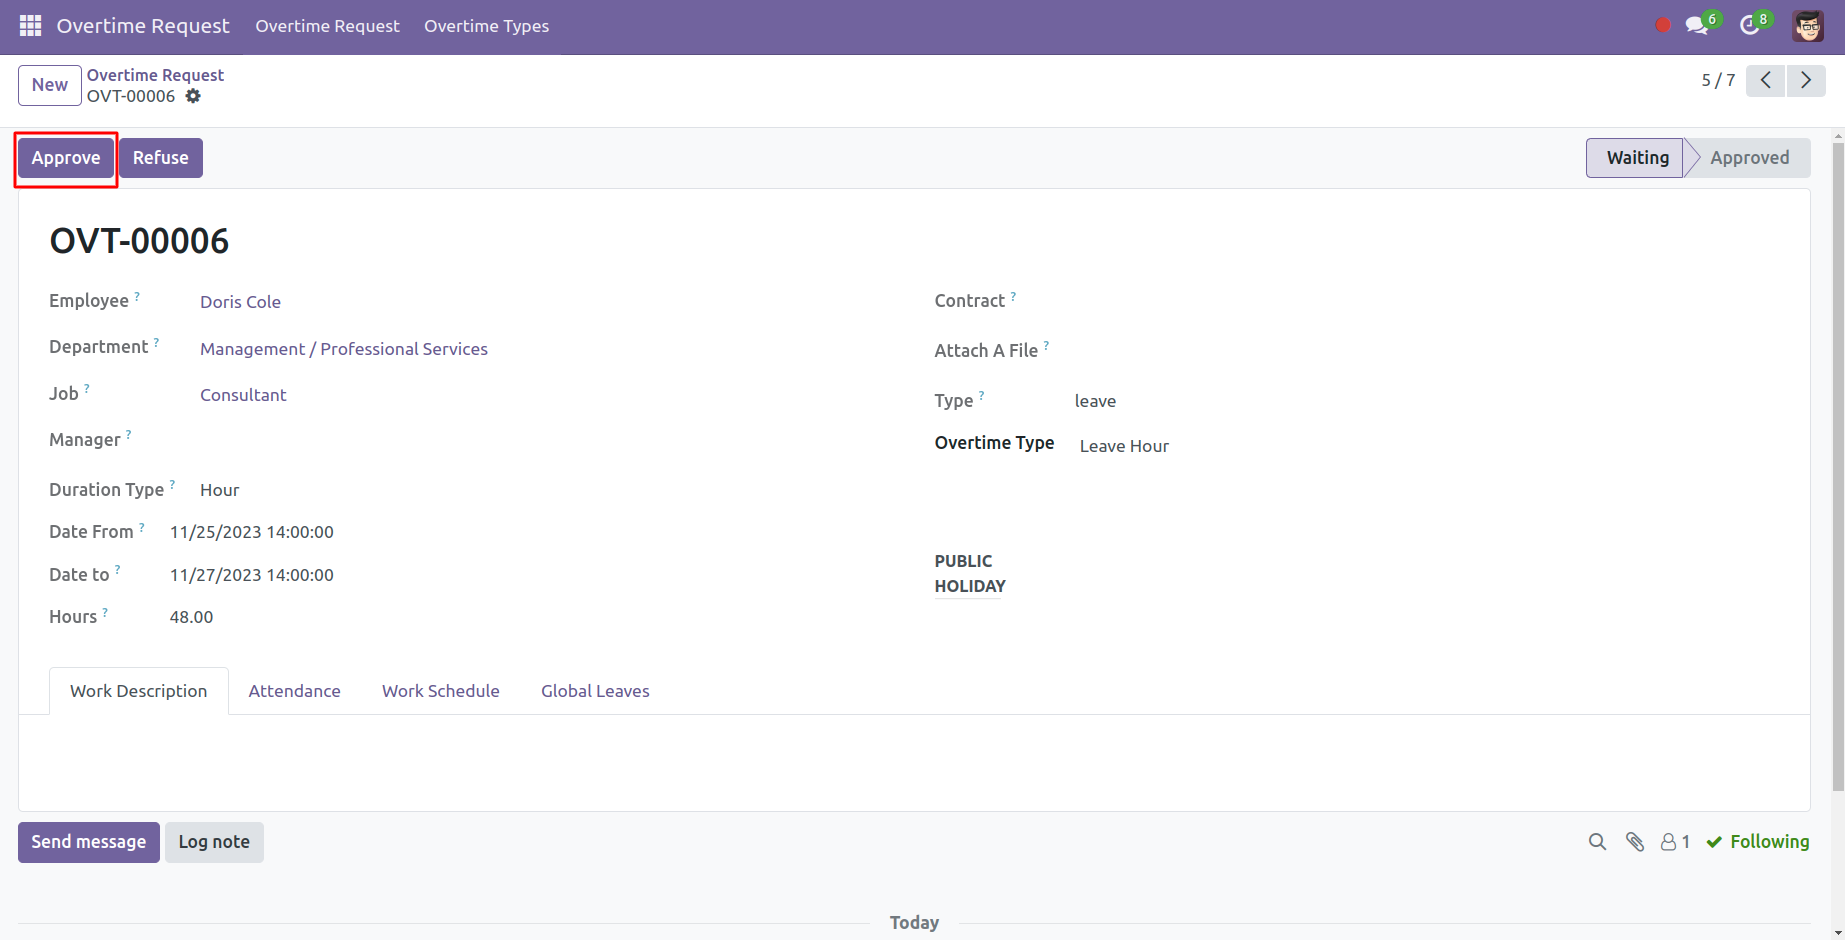 Overtime Request Overtime Request Overtime Types 6 8
New Overtime Request
OVT-00006
5 / 7
Approve Refuse Waiting Approved
OVT-00006
Employee ? Doris Cole
Department ? Management / Professional Services
Job ? Consultant
Manager ?
Duration Type ? Hour
Date From ? 11/25/2023 14:00:00
Date to ? 11/27/2023 14:00:00
Hours ? 48.00
Contract ?
Attach A File ?
Type ? leave
Overtime Type Leave Hour
PUBLIC
HOLIDAY
Work Description Attendance Work Schedule Global Leaves
Send message Log note 1 Following
Today